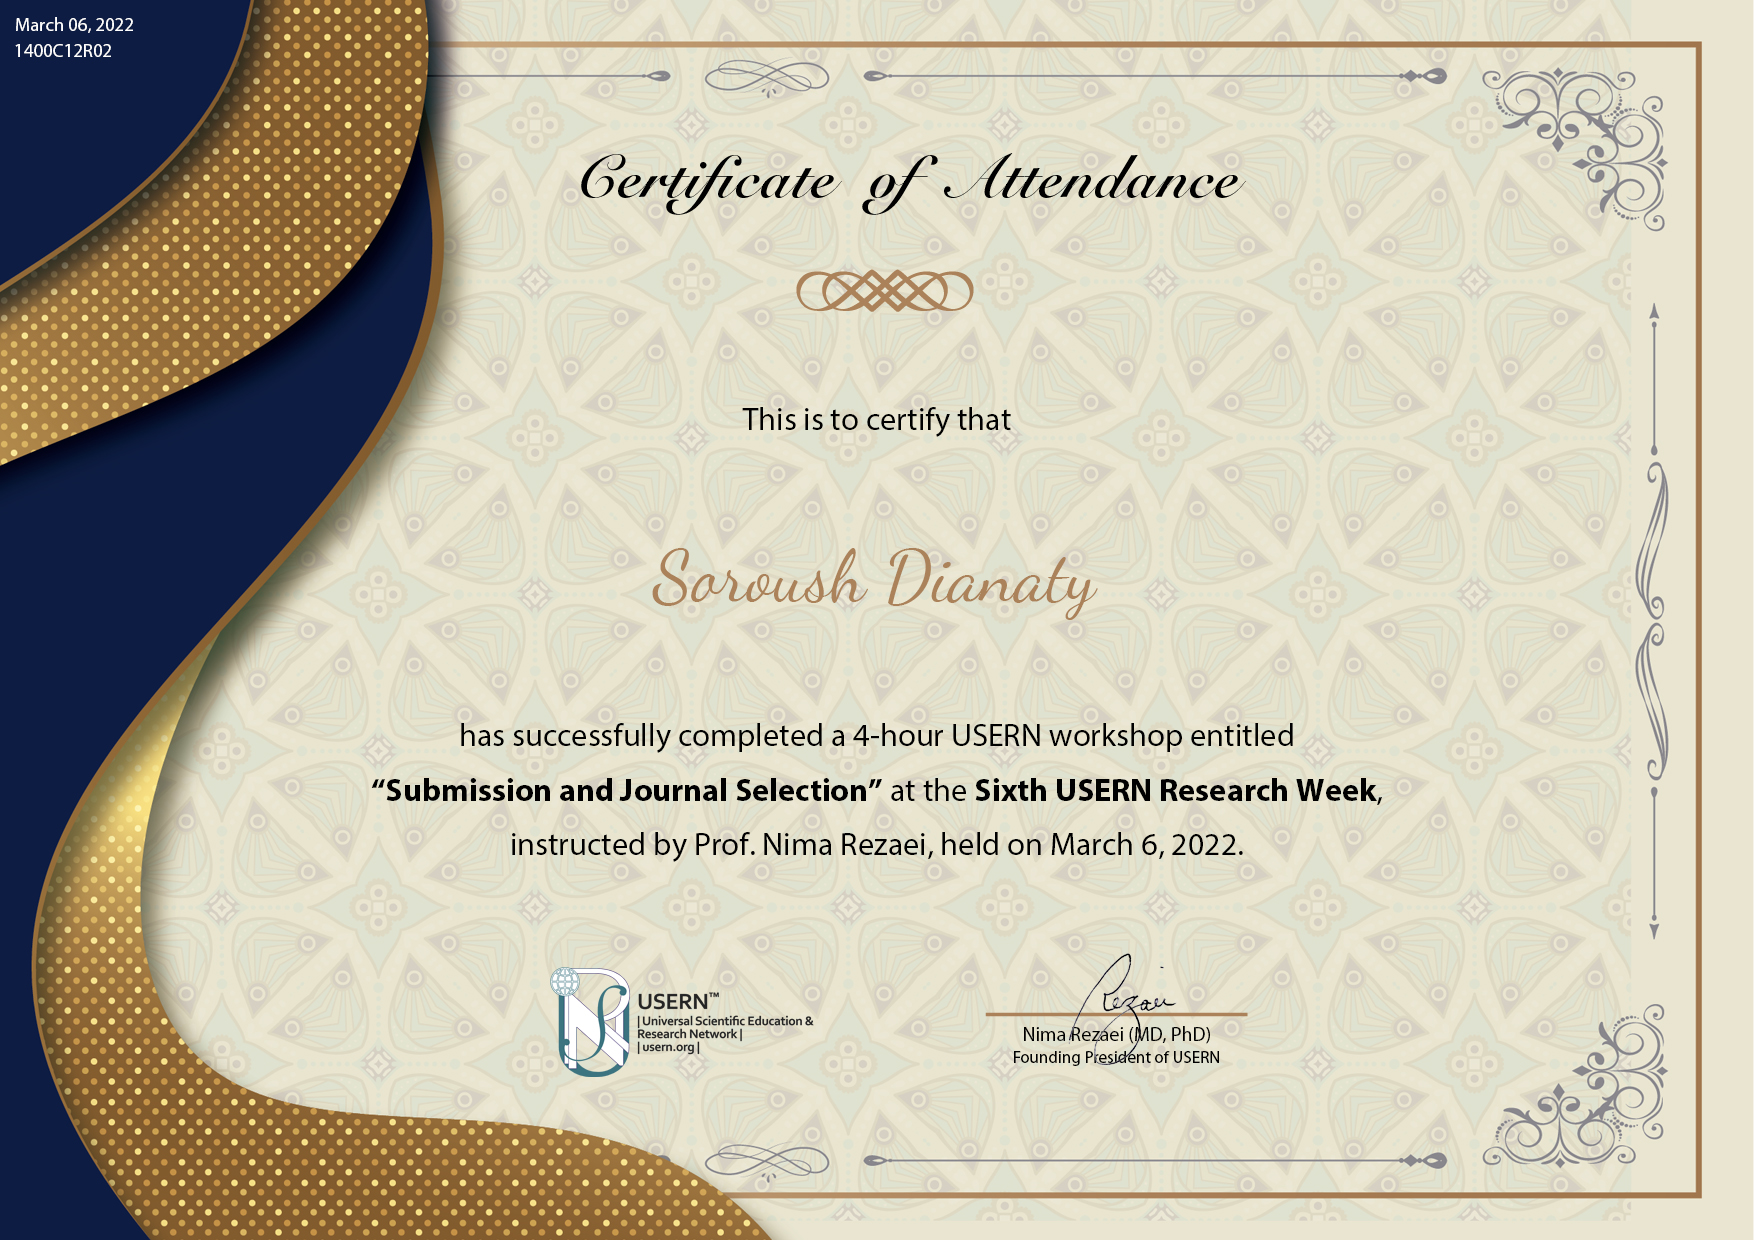 March 06, 2022
1400C12R02
Certificate of Attendance
This is to certify that
Soroush Dianaty
has successfully completed a 4-hour USERN workshop entitled
“Submission and Journal Selection” at the Sixth USERN Research Week,
instructed by Prof. Nima Rezaei, held on March 6, 2022.
USERN™
| Universal Scientific Education &
Research Network |
| usern.org |
Rezaei
Nima Rezaei (MD, PhD)
Founding President of USERN